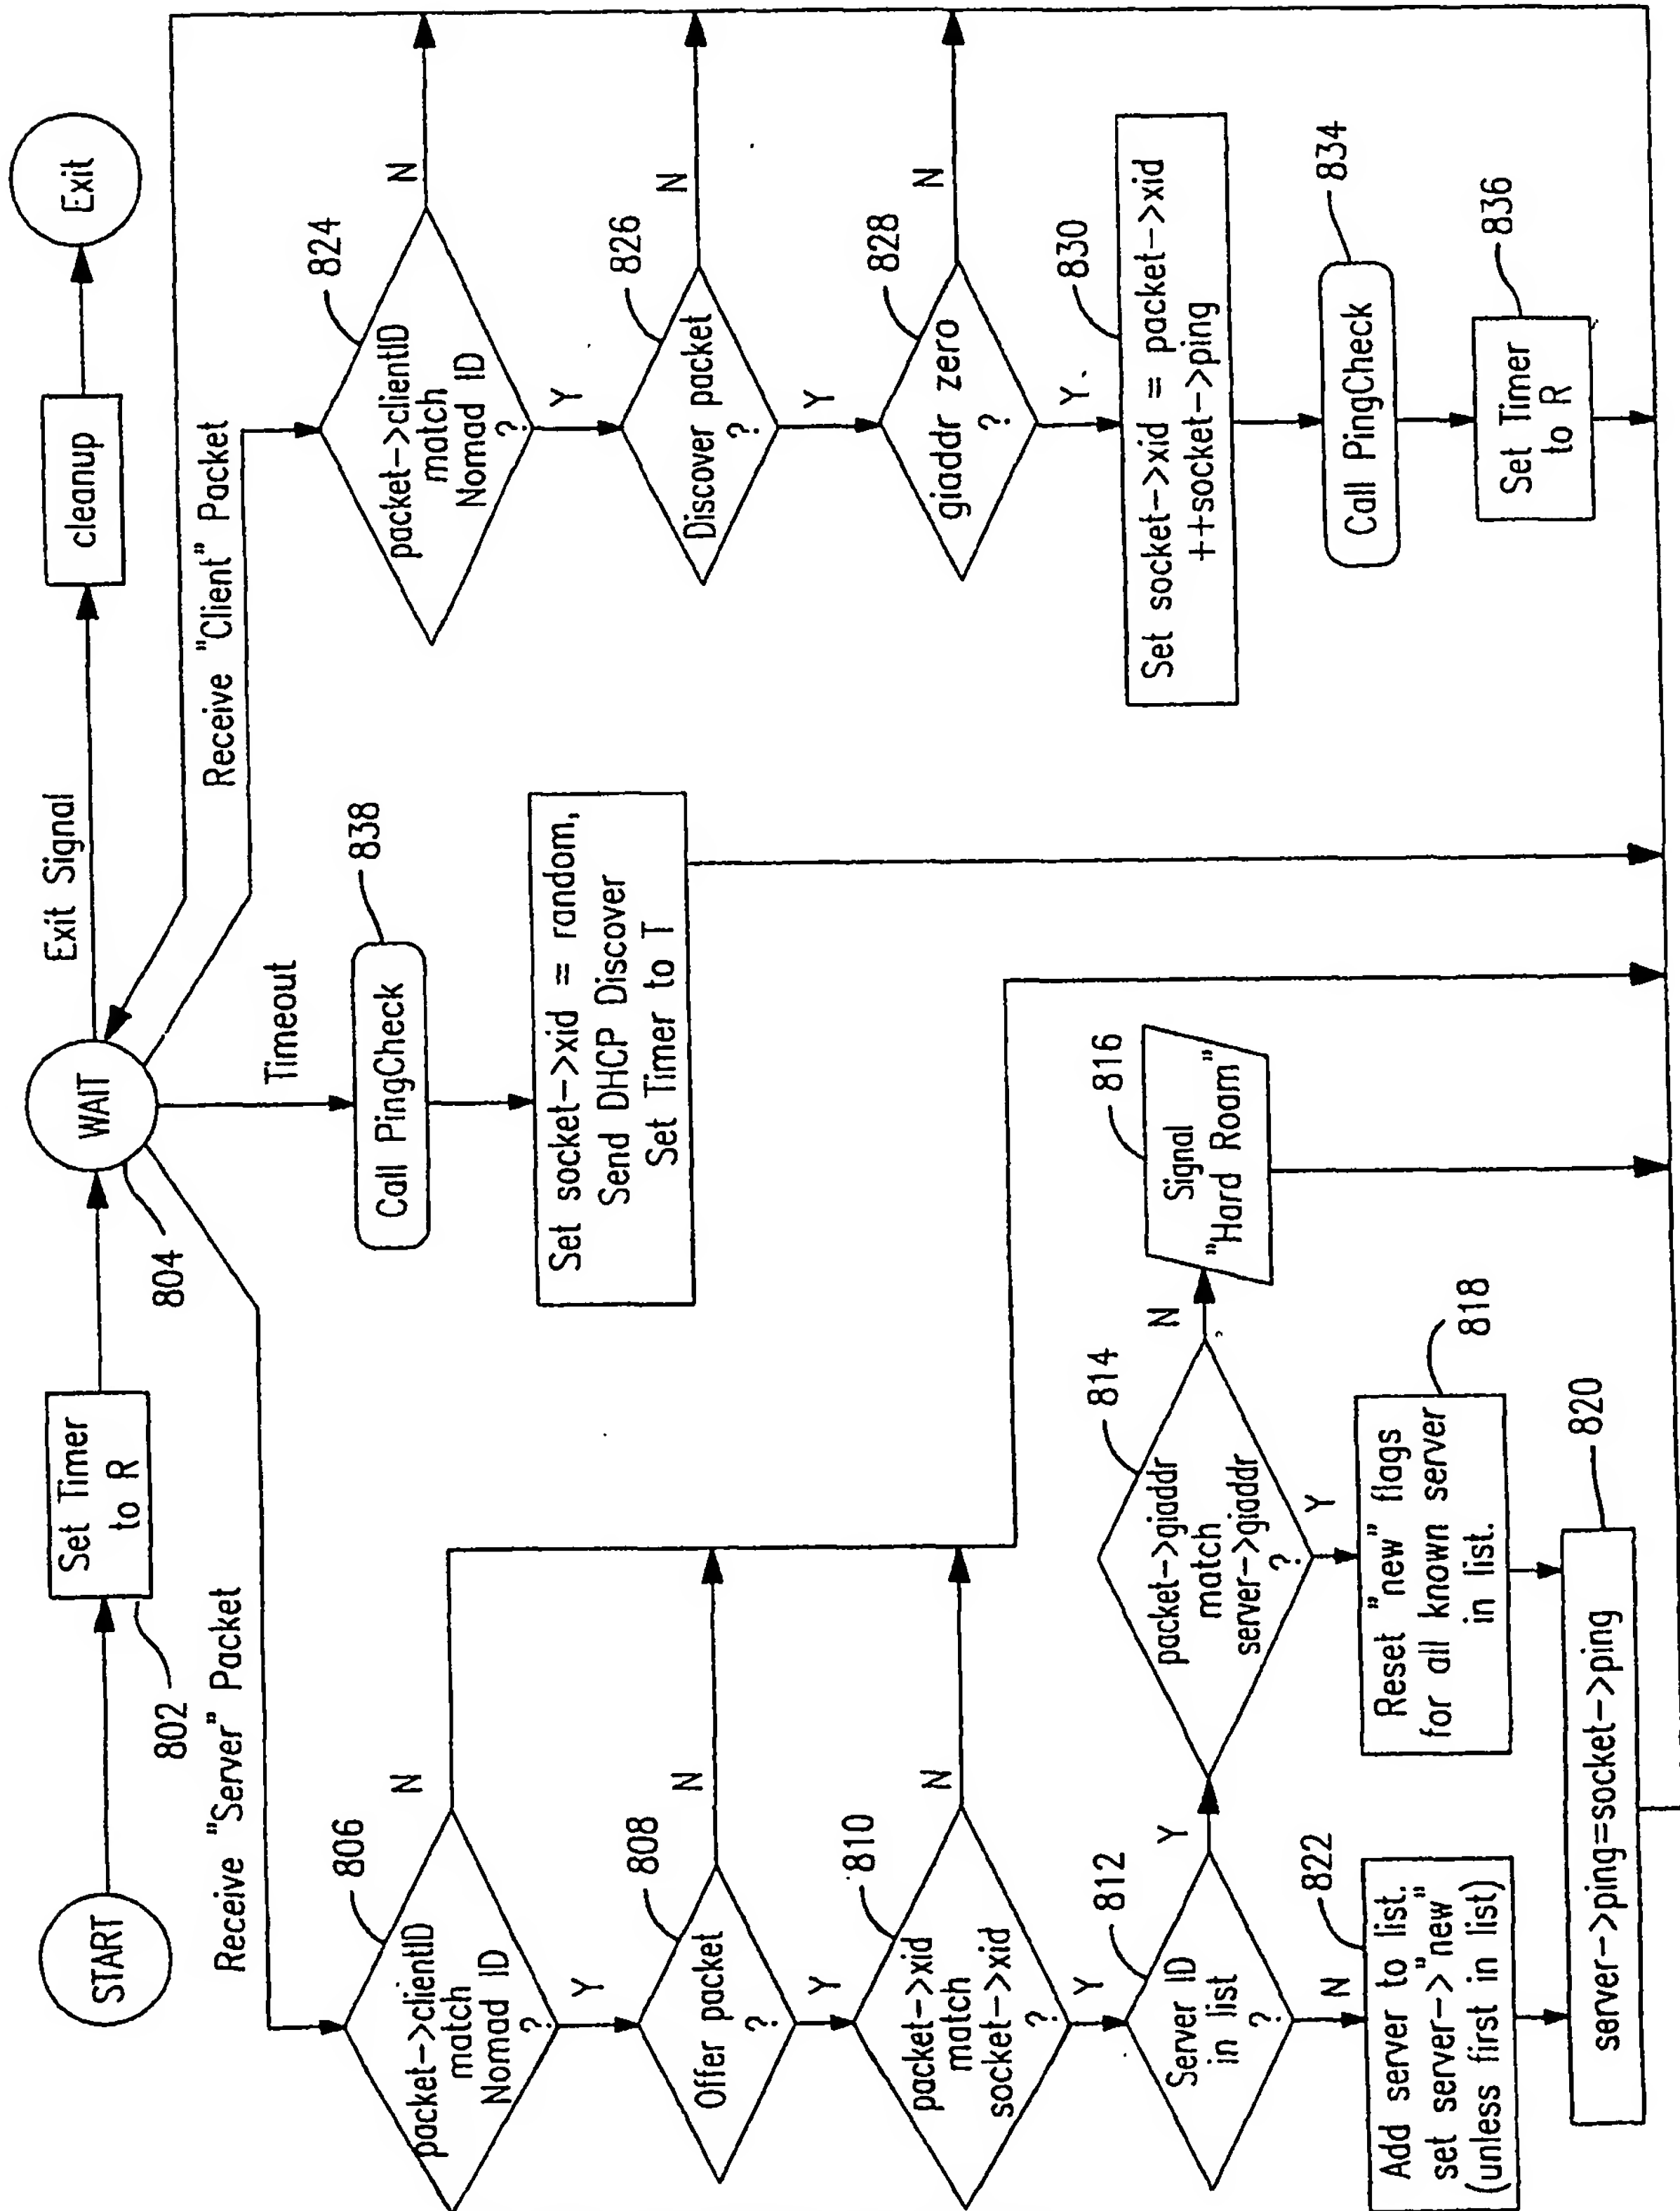 START
Set Timer
to R
802
WAIT
804
Exit Signal
cleanup
Exit
Receive "Server" Packet
806
packet->clientID
match
Nomad ID
?
N
Y
808
Offer packet
?
N
Y
810
packet->xid
match
socket->xid
?
N
Y
812
Server ID
in list
?
Y
N
814
packet->giaddr
match
server->giaddr
?
N
Y
816
Signal
"Hard Roam"
818
Reset "new" flags
for all known server
in list.
822
Add server to list.
set server->"new"
(unless first in list)
820
server->ping=socket->ping
Timeout
838
Call PingCheck
Set socket->xid = random,
Send DHCP Discover
Set Timer to T
Receive "Client" Packet
824
packet->clientID
match
Nomad ID
?
N
Y
826
Discover packet
?
N
Y
828
giaddr zero
?
N
Y
830
Set socket->xid = packet->xid
++socket->ping
834
Call PingCheck
836
Set Timer
to R